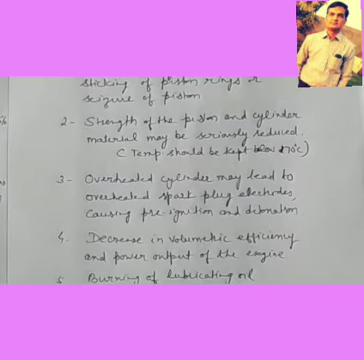 sticking of piston rings or
seizure of piston
2- Strength of the piston and cylinder
material may be seriously reduced.
( Temp. should be kept below 270°C)
3- Overheated cylinder may lead to
overheated spark plug electrodes,
causing pre-ignition and detonation
4. Decrease in volumetric efficiency
and power output of the engine
5. Burning of lubricating oil